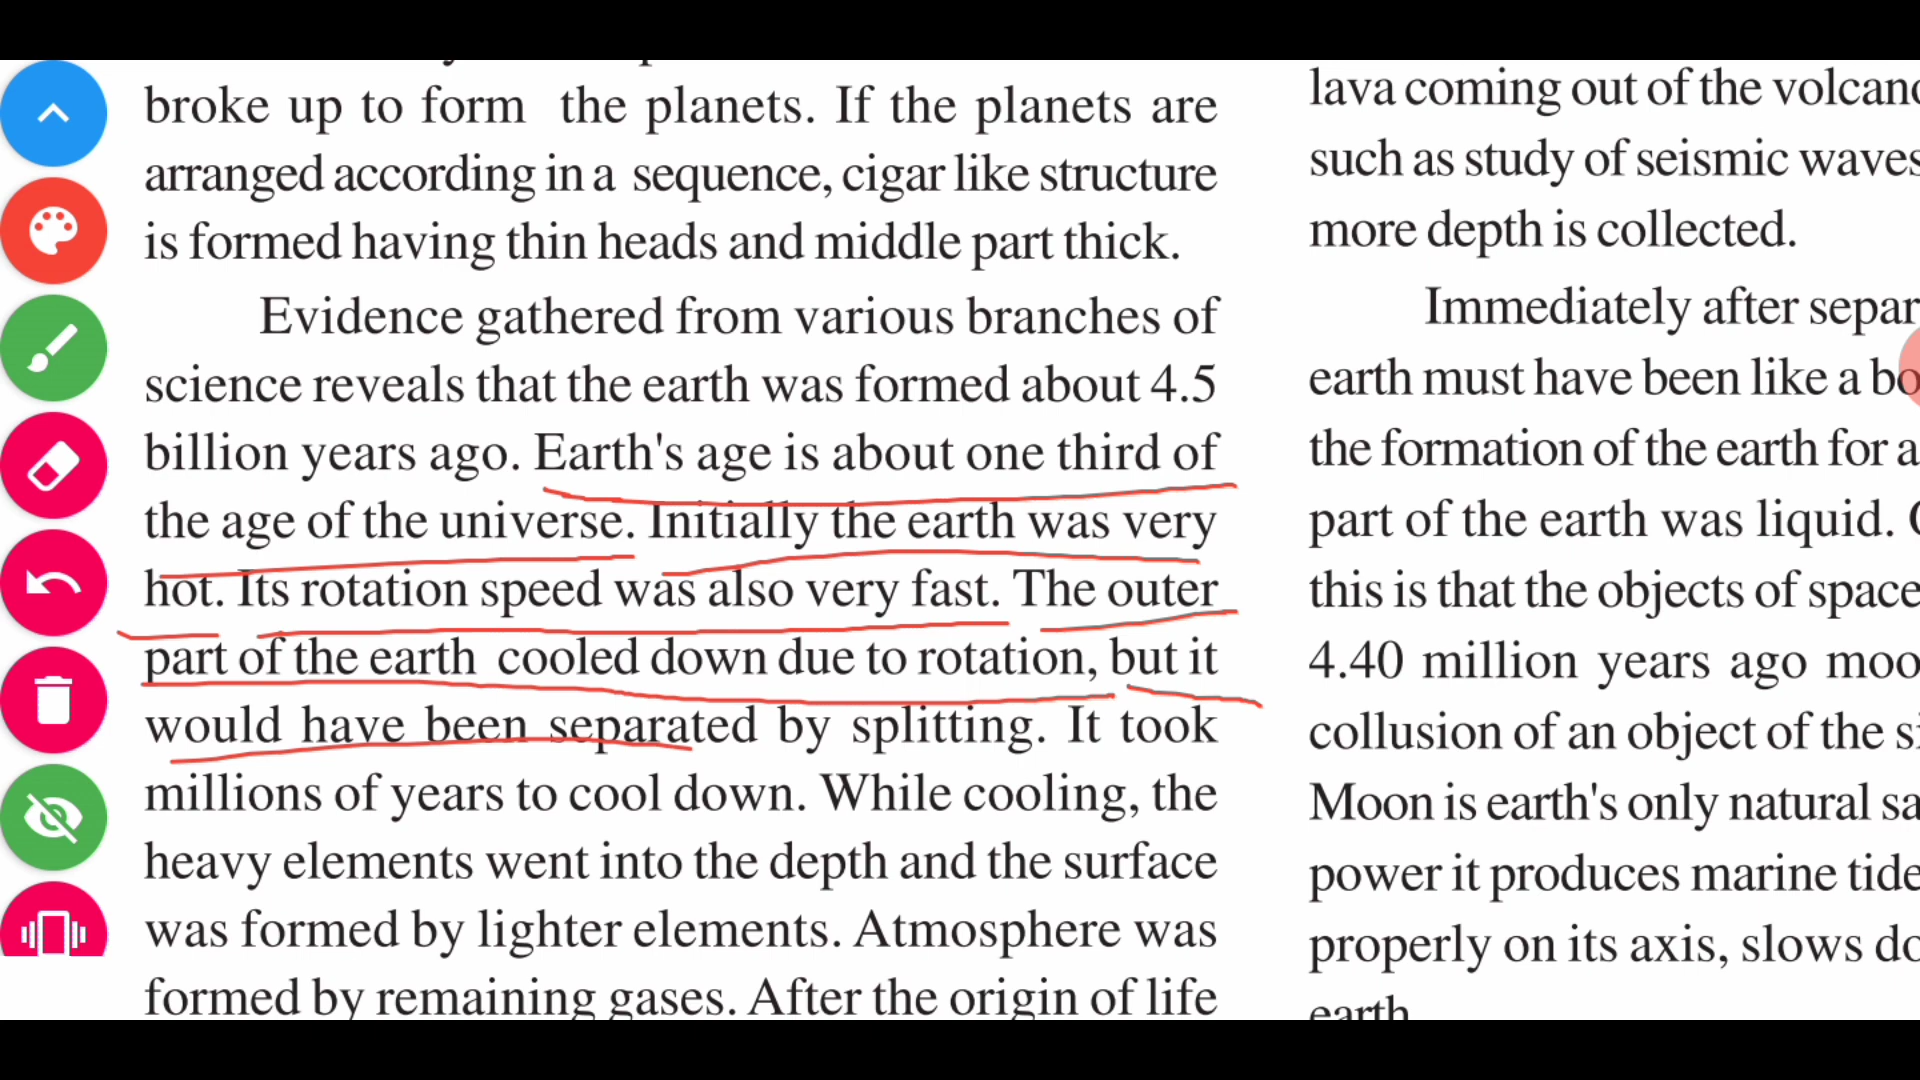 broke up to form the planets. If the planets are
arranged according in a sequence, cigar like structure
is formed having thin heads and middle part thick.
Evidence gathered from various branches of
science reveals that the earth was formed about 4.5
billion years ago. Earth's age is about one third of
the age of the universe. Initially the earth was very
hot. Its rotation speed was also very fast. The outer
part of the earth cooled down due to rotation, but it
would have been separated by splitting. It took
millions of years to cool down. While cooling, the
heavy elements went into the depth and the surface
was formed by lighter elements. Atmosphere was
formed by remaining gases. After the origin of life
lava coming out of the
such as study of seismic waves
more depth is collected.
Immediately after
earth must have been like a
the formation of the earth for a
part of the earth was liquid.
this is that the objects of space
4.40 million years ago
collusion of an object of the
Moon is earth's only natural
power it produces marine
properly on its axis, slows
earth